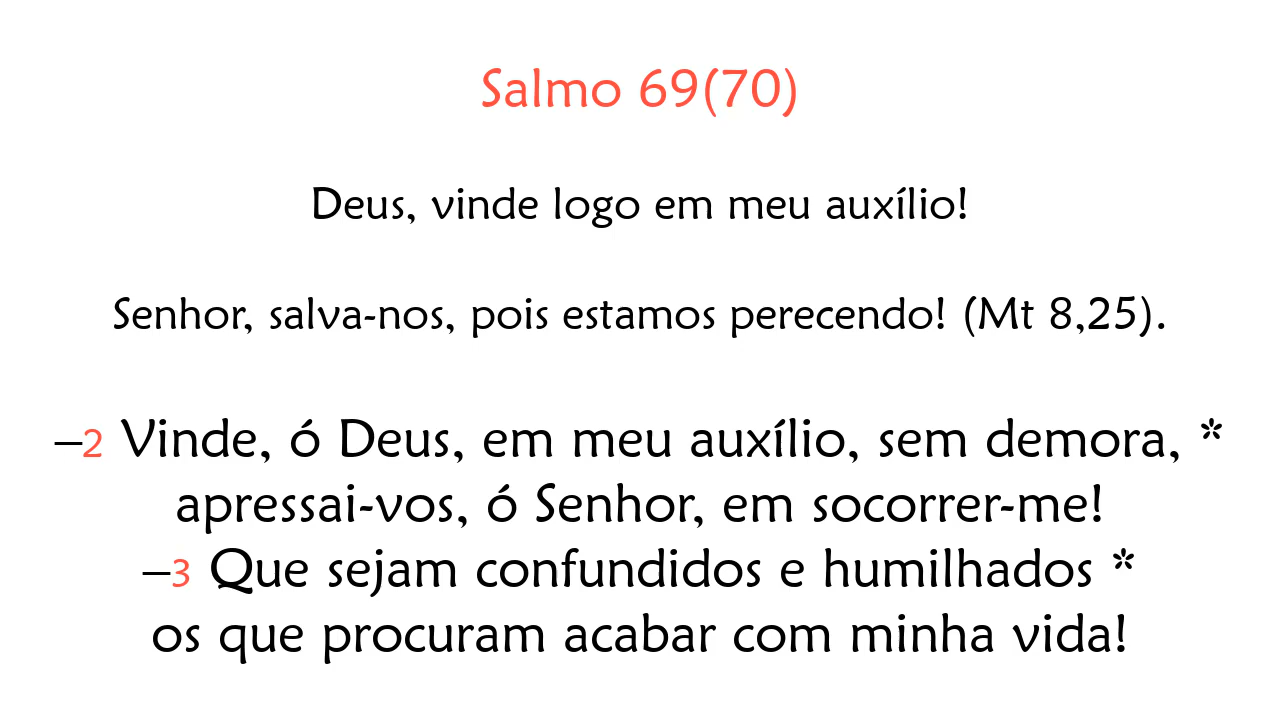 Salmo 69(70)
Deus, vinde logo em meu auxílio!
Senhor, salva-nos, pois estamos perecendo! (Mt 8,25).
–2 Vinde, ó Deus, em meu auxílio, sem demora, *
apressai-vos, ó Senhor, em socorrer-me!
–3 Que sejam confundidos e humilhados *
os que procuram acabar com minha vida!